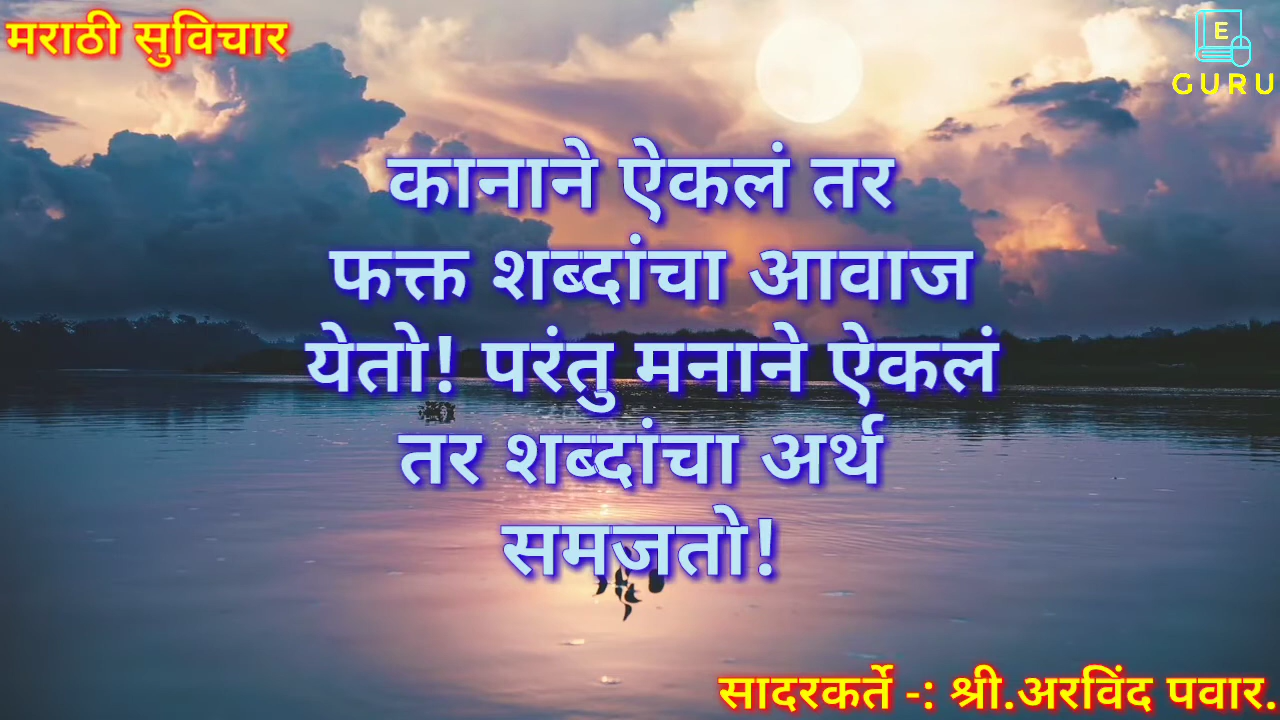 मराठी सुविचार
E
GURU
कानाने ऐकलं तर
फक्त शब्दांचा आवाज
येतो! परंतु मनाने ऐकलं
तर शब्दांचा अर्थ
समजतो!
सादरकर्ते -: श्री.अरविंद पवार.